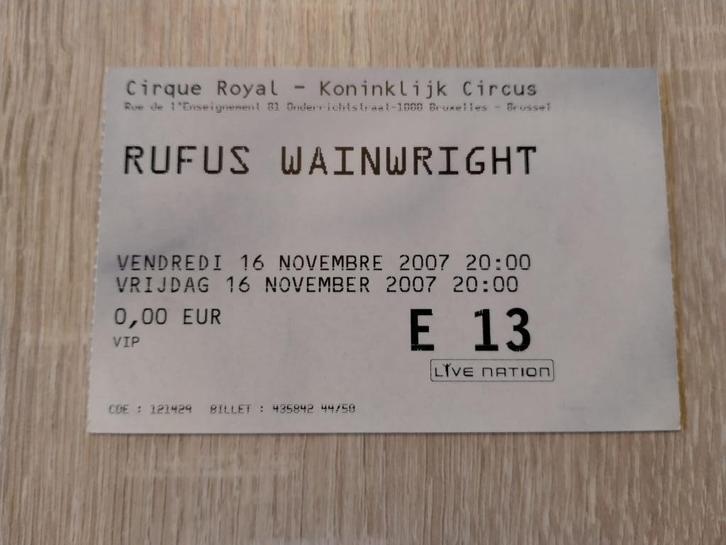 Cirque Royal - Koninklijk Circus
Rue de l'Enseignement 81 Onderrichtstraat-1000 Bruxelles - Brussel
RUFUS WAINWRIGHT
VENDREDI 16 NOVEMBRE 2007 20:00
VRIJDAG 16 NOVEMBER 2007 20:00
0,00 EUR
VIP
E 13
LIVE NATION
CDE : 121429 BILLET : 435842 44/50